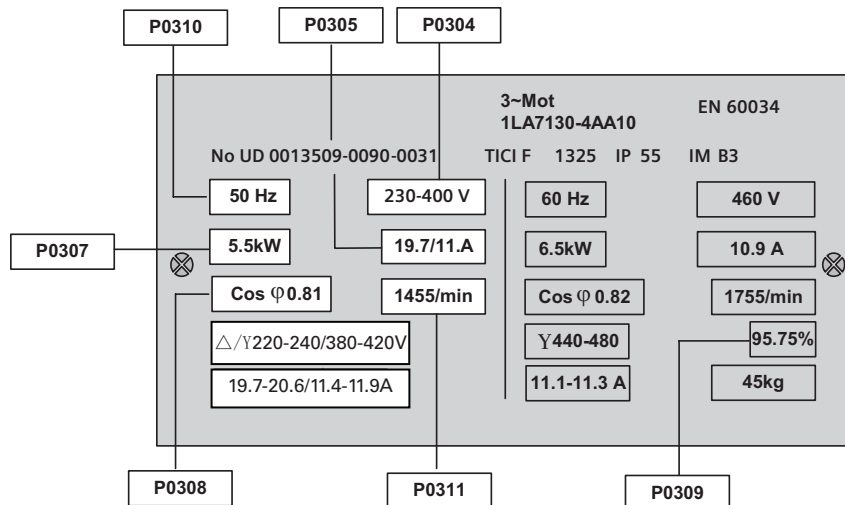 P0310 P0305 P0304
3~Mot
1LA7130-4AA10
EN 60034
No UD 0013509-0090-0031 TICI F 1325 IP 55 IM B3
50 Hz 230-400 V 60 Hz 460 V
P0307 5.5kW 19.7/11.A 6.5kW 10.9 A
Cos φ 0.81 1455/min Cos φ 0.82 1755/min
△/Y220-240/380-420V Y440-480 95.75%
19.7-20.6/11.4-11.9A 11.1-11.3 A 45kg
P0308 P0311 P0309